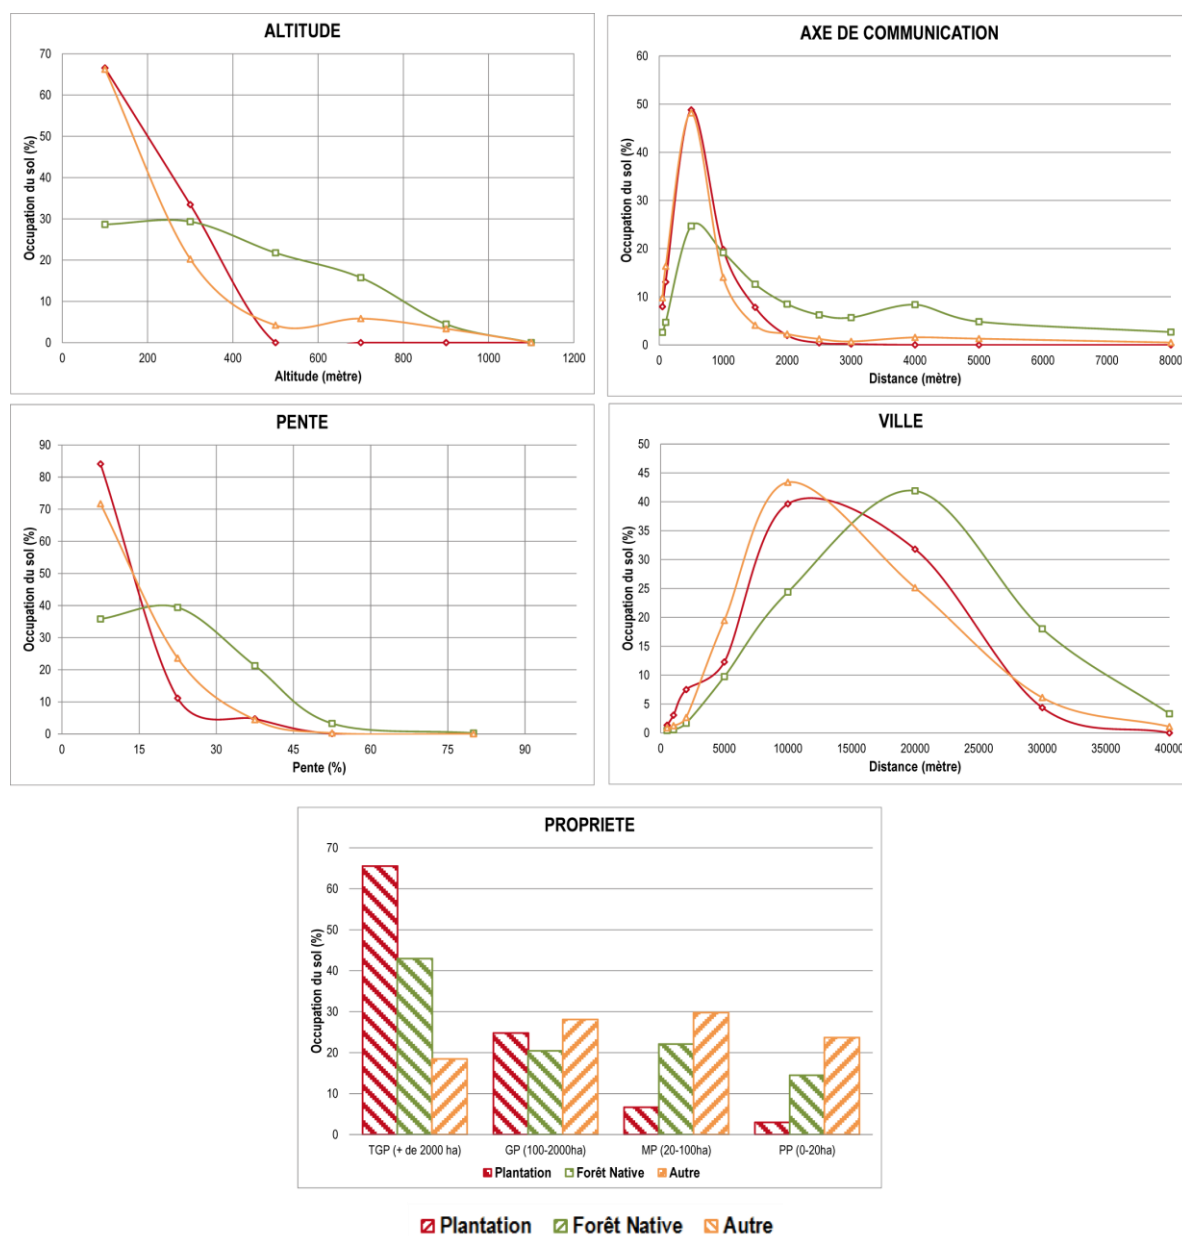 ALTITUDE
70
60
50
40
30
20
10
0
Occupation du sol (%)
0 200 400 600 800 1000 1200
Altitude (mètre)
AXE DE COMMUNICATION
60
50
40
30
20
10
0
Occupation du sol (%)
0 1000 2000 3000 4000 5000 6000 7000 8000
Distance (mètre)
PENTE
90
80
70
60
50
40
30
20
10
0
Occupation du sol (%)
0 15 30 45 60 75 90
Pente (%)
VILLE
50
45
40
35
30
25
20
15
10
5
0
Occupation du sol (%)
0 5000 10000 15000 20000 25000 30000 35000 40000
Distance (mètre)
PROPRIETE
70
60
50
40
30
20
10
0
Occupation du sol (%)
TGP (+ de 2000 ha) GP (100-2000ha) MP (20-100ha) PP (0-20ha)
Plantation Forêt Native Autre
Plantation Forêt Native Autre